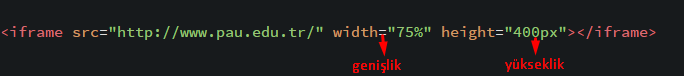 <iframe src="http://www.pau.edu.tr/" width="75%" height="400px"></iframe>
genişlik yükseklik